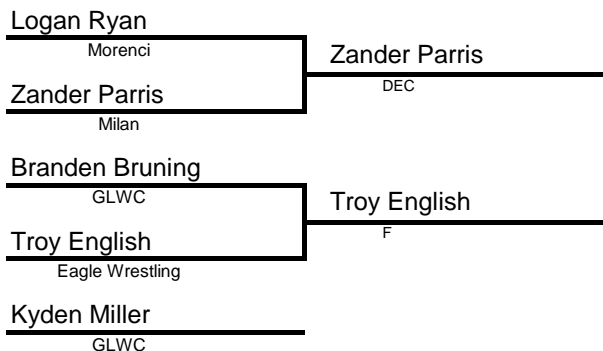 Logan Ryan
Morenci
Zander Parris
DEC
Zander Parris
Milan
Branden Bruning
GLWC
Troy English
F
Troy English
Eagle Wrestling
Kyden Miller
GLWC